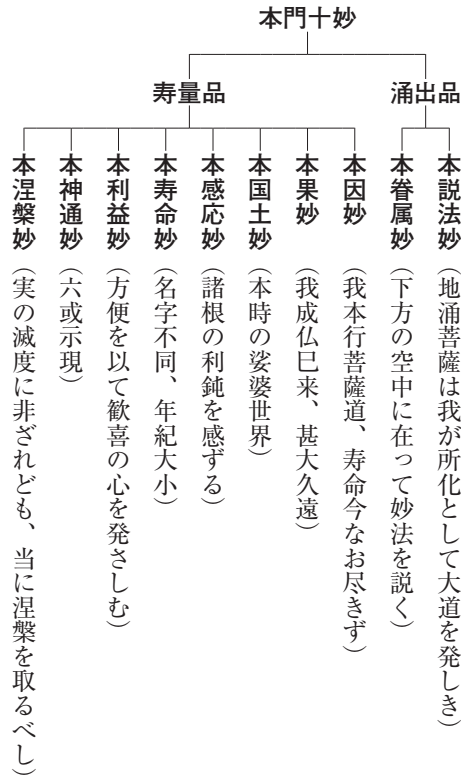 本門十妙
涌出品
本説法妙（地涌菩薩は我が所化として大道を発しき）
本眷属妙（下方の空中に在って妙法を説く）
寿量品
本因妙（我本行菩薩道、寿命今なお尽きず）
本果妙（我成仏已来、甚大久遠）
本国土妙（本時の娑婆世界）
本感応妙（諸根の利鈍を感ずる）
本寿命妙（名字不同、年紀大小）
本利益妙（方便を以て歓喜の心を発さしむ）
本神通妙（六或示現）
本涅槃妙（実の滅度に非ざれども、当に涅槃を取るべし）